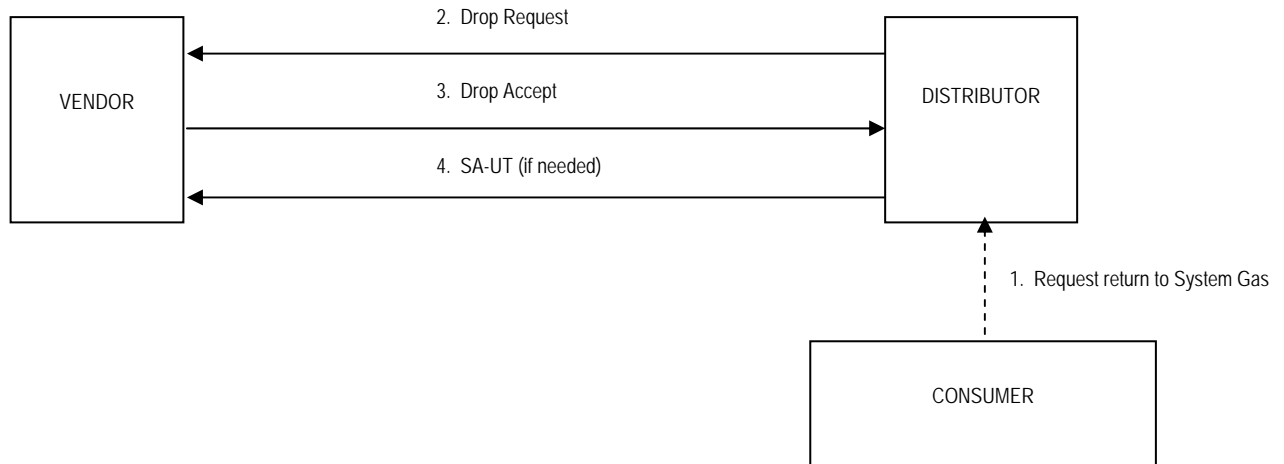 2. Drop Request
VENDOR
DISTRIBUTOR
3. Drop Accept
4. SA-UT (if needed)
1. Request return to System Gas
CONSUMER